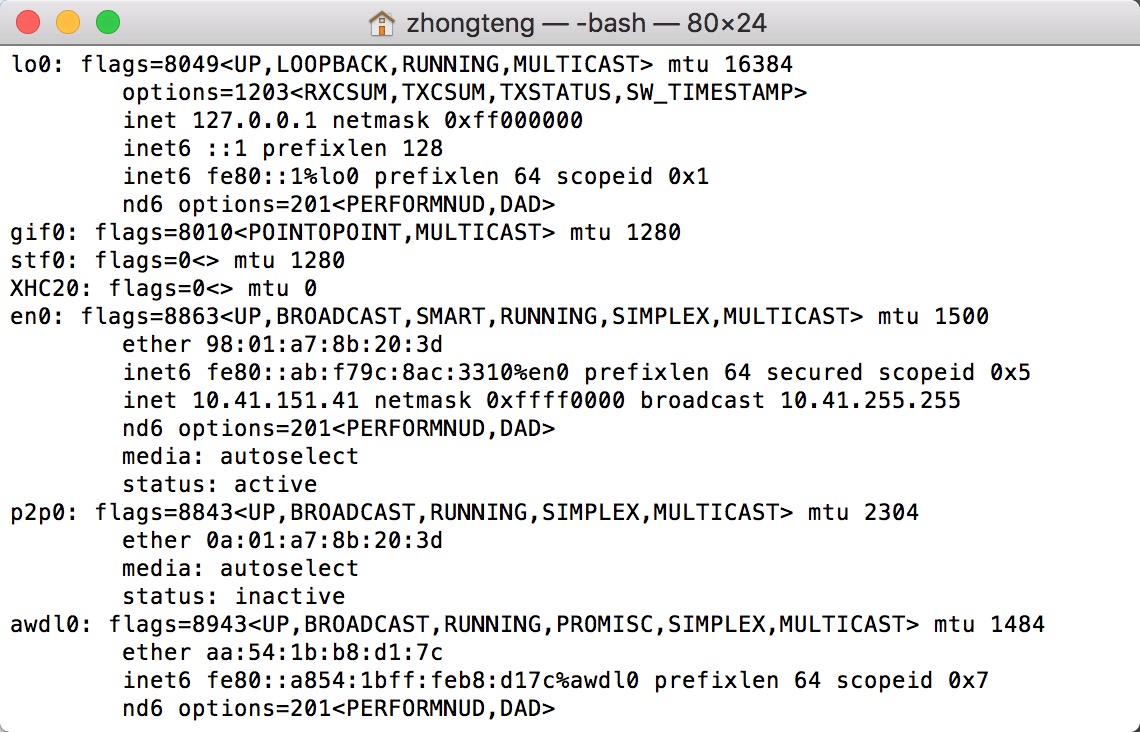 zhongteng — -bash — 80×24
lo0: flags=8049<UP,LOOPBACK,RUNNING,MULTICAST> mtu 16384
options=1203<RXCSUM,TXCSUM,TXSTATUS,SW_TIMESTAMP>
inet 127.0.0.1 netmask 0xff000000
inet6 ::1 prefixlen 128
inet6 fe80::1%lo0 prefixlen 64 scopeid 0x1
nd6 options=201<PERFORMNUD,DAD>
gif0: flags=8010<POINTOPOINT,MULTICAST> mtu 1280
stf0: flags=0<> mtu 1280
XHC20: flags=0<> mtu 0
en0: flags=8863<UP,BROADCAST,SMART,RUNNING,SIMPLEX,MULTICAST> mtu 1500
ether 98:01:a7:8b:20:3d
inet6 fe80::ab:f79c:8ac:3310%en0 prefixlen 64 secured scopeid 0x5
inet 10.41.151.41 netmask 0xffff0000 broadcast 10.41.255.255
nd6 options=201<PERFORMNUD,DAD>
media: autoselect
status: active
p2p0: flags=8843<UP,BROADCAST,RUNNING,SIMPLEX,MULTICAST> mtu 2304
ether 0a:01:a7:8b:20:3d
media: autoselect
status: inactive
awdl0: flags=8943<UP,BROADCAST,RUNNING,PROMISC,SIMPLEX,MULTICAST> mtu 1484
ether aa:54:1b:b8:d1:7c
inet6 fe80::a854:1bff:feb8:d17c%awdl0 prefixlen 64 scopeid 0x7
nd6 options=201<PERFORMNUD,DAD>